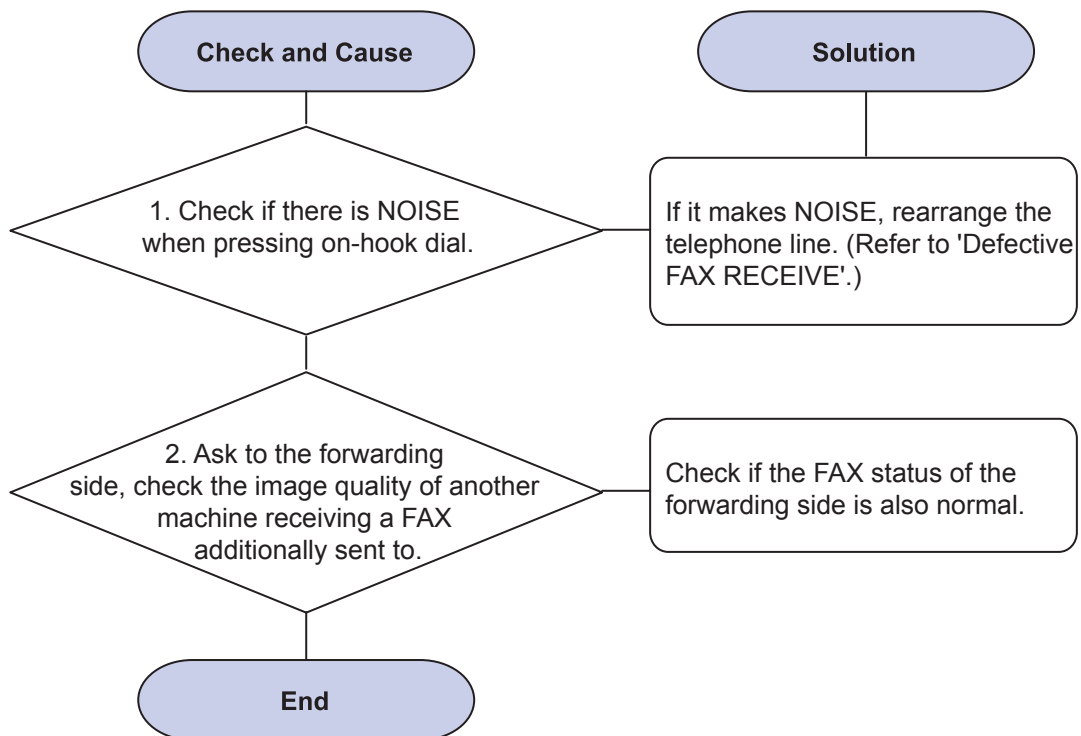 Check and Cause
Solution
1. Check if there is NOISE
when pressing on-hook dial.
If it makes NOISE, rearrange the
telephone line. (Refer to 'Defective
FAX RECEIVE'.)
2. Ask to the forwarding
side, check the image quality of another
machine receiving a FAX
additionally sent to.
Check if the FAX status of the
forwarding side is also normal.
End